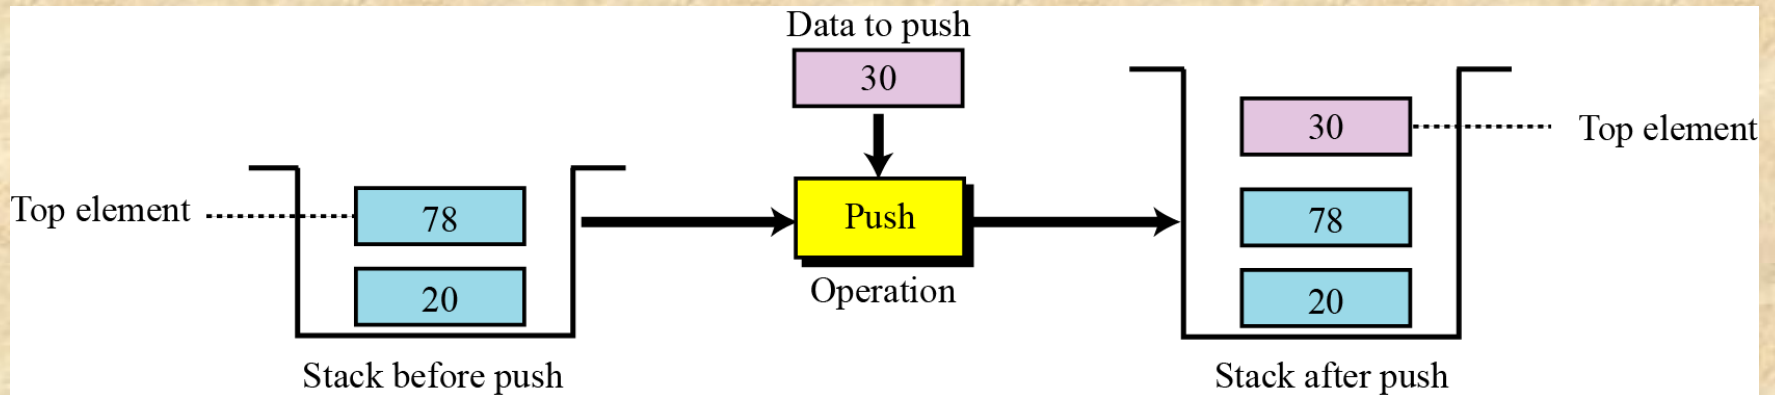 Data to push
30
Top element
78
20
Stack before push
Push
Operation
30
Top element
78
20
Stack after push